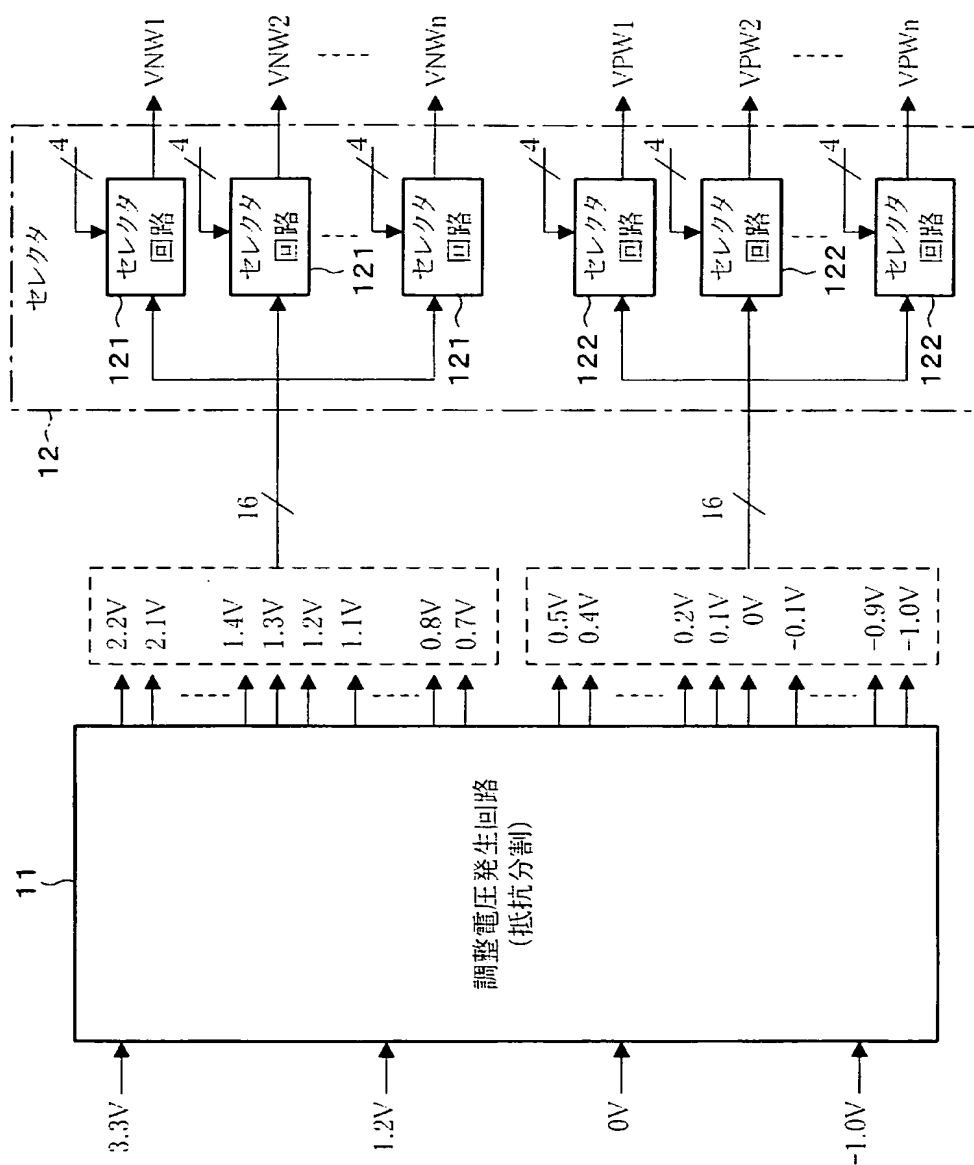 3.3V
1.2V
0V
-1.0V
11
調整電圧発生回路
(抵抗分割)
2.2V
2.1V
1.4V
1.3V
1.2V
1.1V
0.8V
0.7V
0.5V
0.4V
0.2V
0.1V
0V
-0.1V
-0.9V
-1.0V
16
16
12
セレクタ
121
セレクタ
回路
4
VNW1
セレクタ
回路
121
4
VNW2
121
セレクタ
回路
4
VNWn
122
セレクタ
回路
4
VPW1
セレクタ
回路
122
4
VPW2
122
セレクタ
回路
4
VPWn